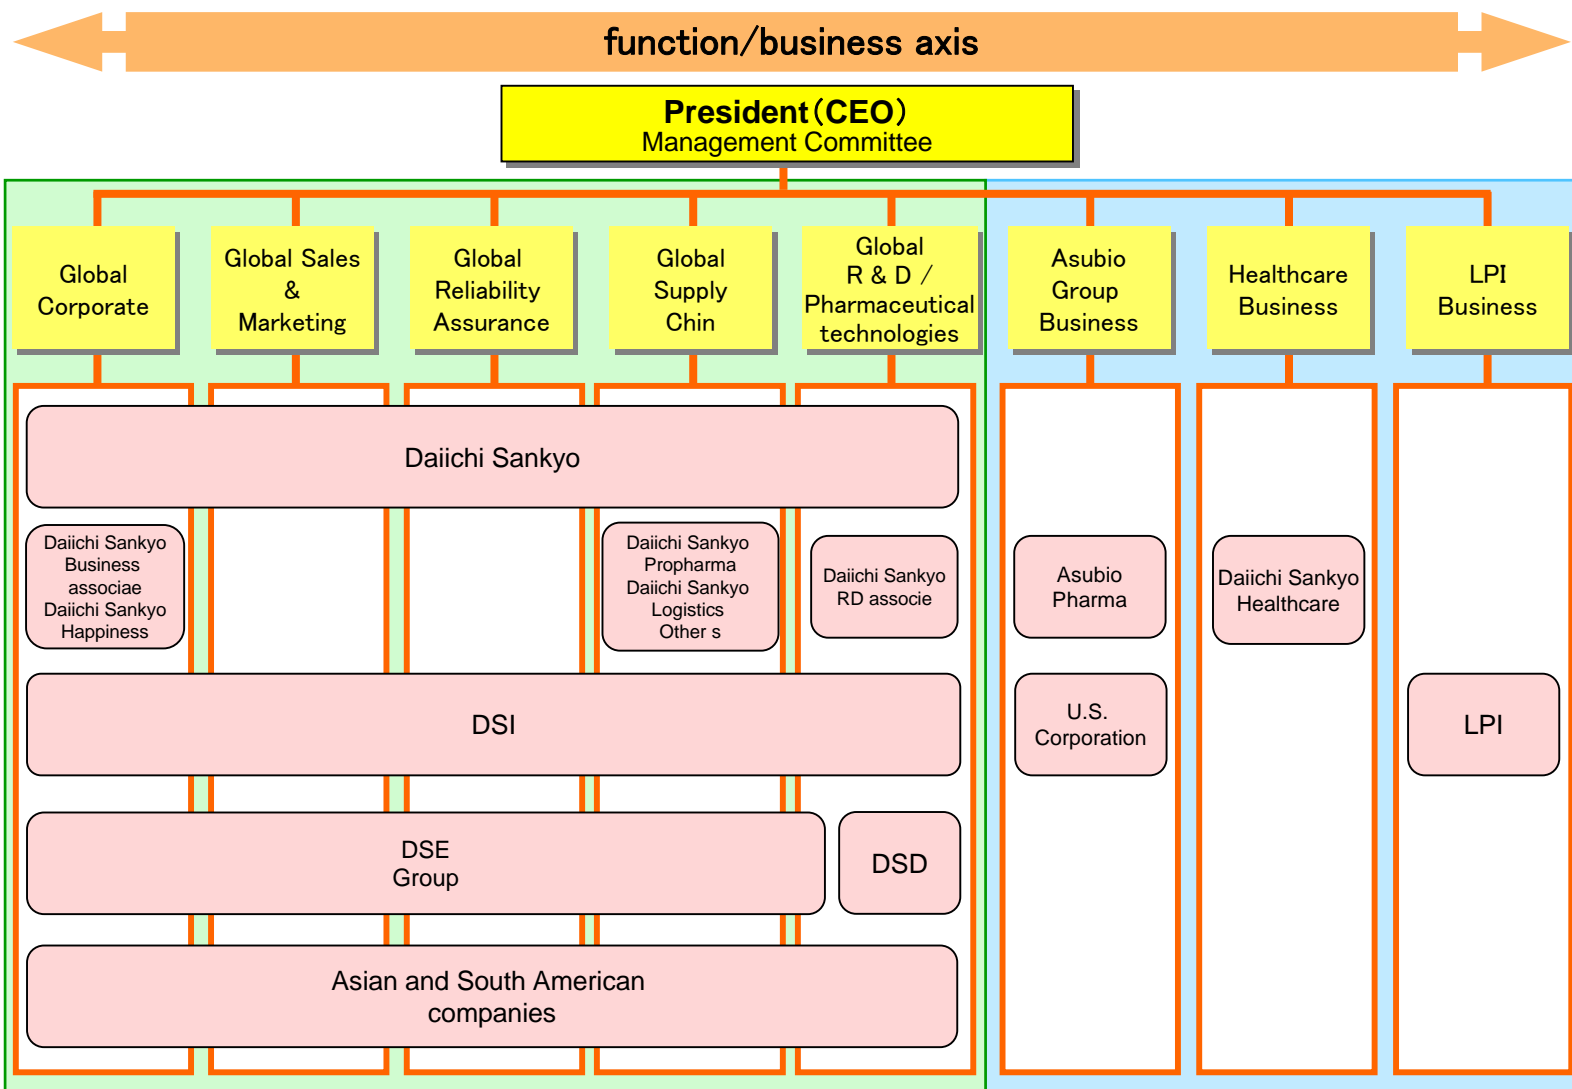 function/business axis
President（CEO）
Management Committee
Global
Corporate
Global Sales
&
Marketing
Global
Reliability
Assurance
Global
Supply
Chin
Global
R & D /
Pharmaceutical
technologies
Asubio
Group
Business
Healthcare
Business
LPI
Business
Daiichi Sankyo
Daiichi Sankyo
Business
associae
Daiichi Sankyo
Happiness
Daiichi Sankyo
Propharma
Daiichi Sankyo
Logistics
Other s
Daiichi Sankyo
RD associe
Asubio
Pharma
Daiichi Sankyo
Healthcare
DSI
U.S.
Corporation
LPI
DSE
Group
DSD
Asian and South American
companies